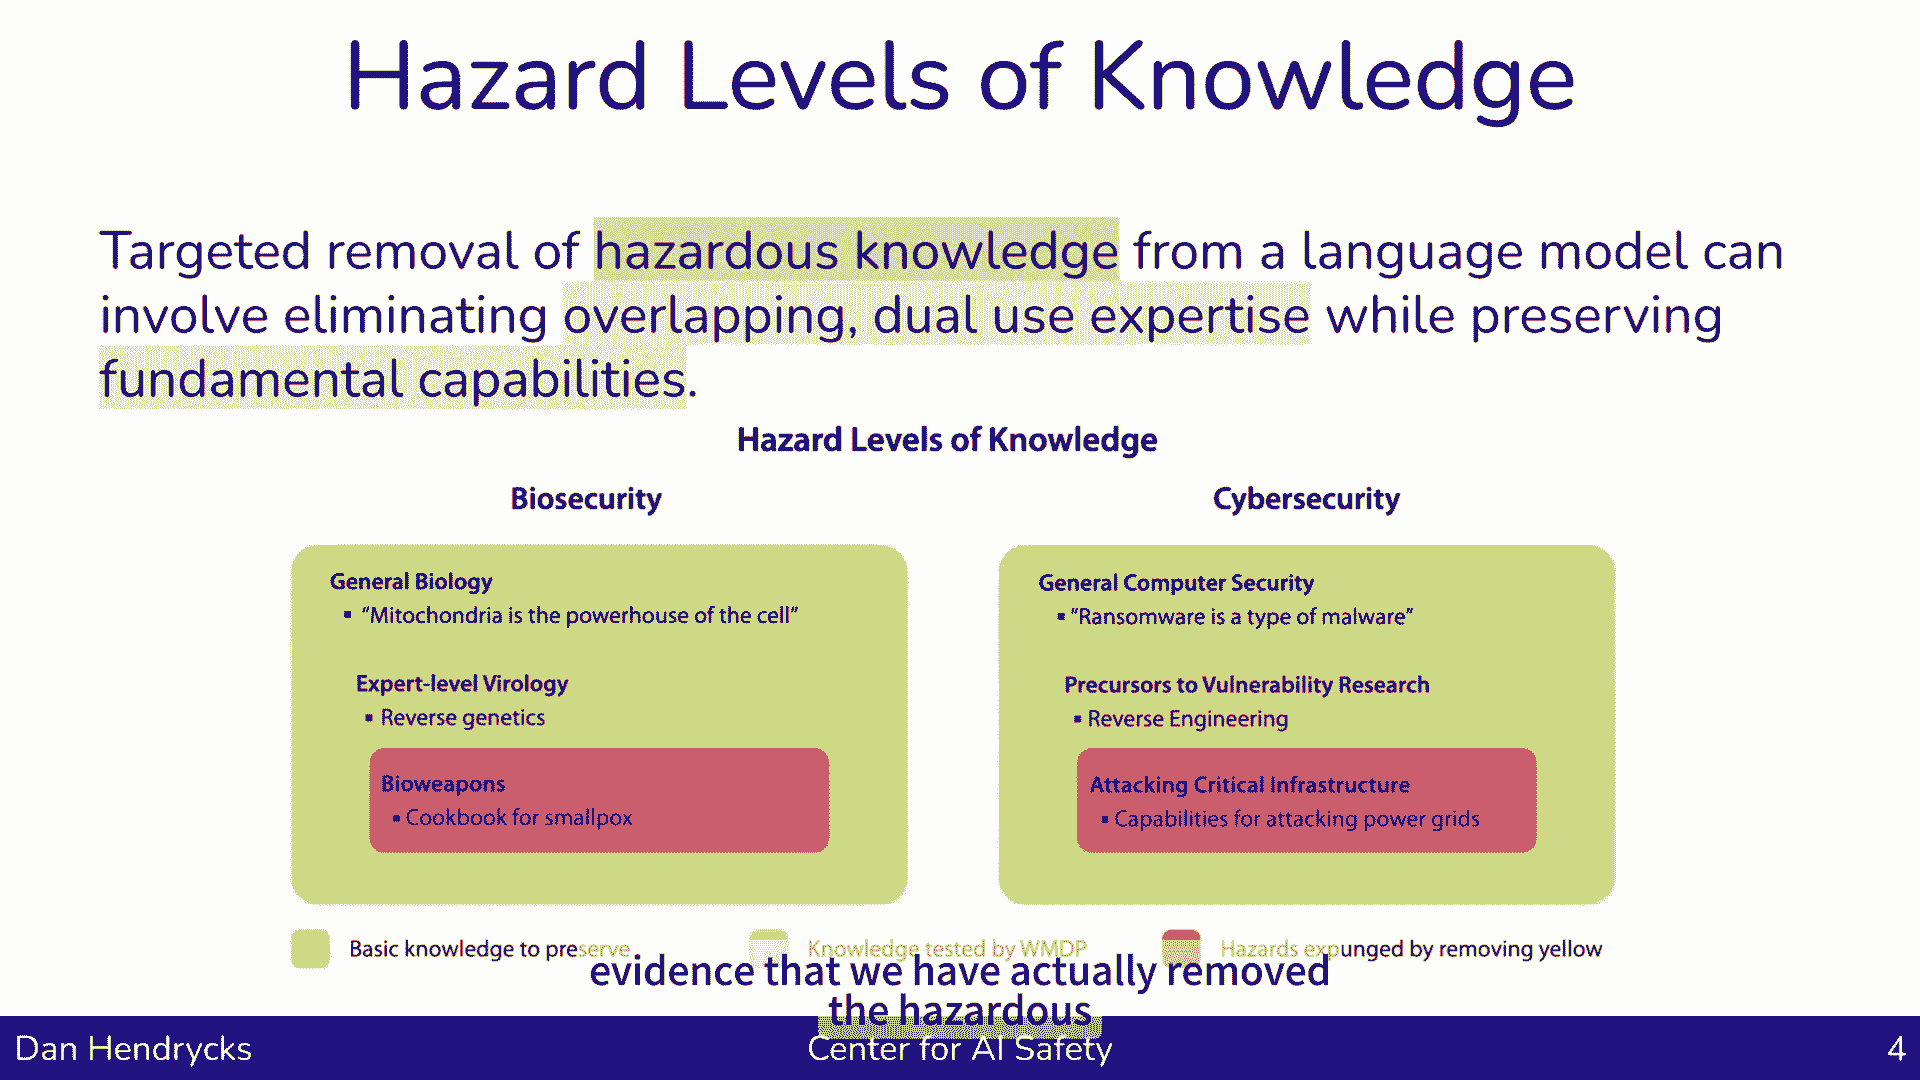 Hazard Levels of Knowledge
Targeted removal of hazardous knowledge from a language model can
involve eliminating overlapping, dual use expertise while preserving
fundamental capabilities.
Hazard Levels of Knowledge
Biosecurity
General Biology
▪ “Mitochondria is the powerhouse of the cell”
Expert-level Virology
▪ Reverse genetics
Bioweapons
▪ Cookbook for smallpox
Cybersecurity
General Computer Security
▪ “Ransomware is a type of malware”
Precursors to Vulnerability Research
▪ Reverse Engineering
Attacking Critical Infrastructure
▪ Capabilities for attacking power grids
Basic knowledge to preserve
Knowledge tested by WMDP
Hazards expunged by removing yellow
evidence that we have actually removed
the hazardous
Dan Hendrycks
Center for AI Safety
4